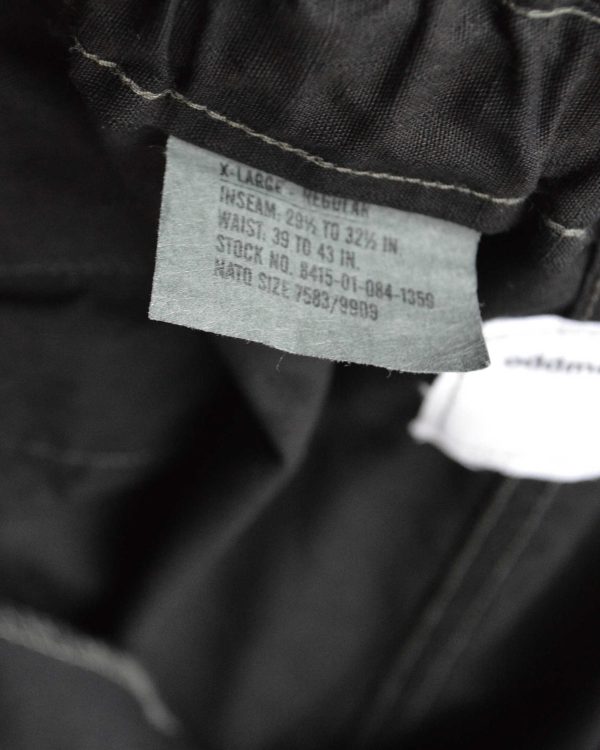 X-LARGE - REGULAR
INSEAM: 29½ TO 32½ IN.
WAIST: 39 TO 43 IN.
STOCK NO. 8415-01-084-1359
NATO SIZE 7583/9909